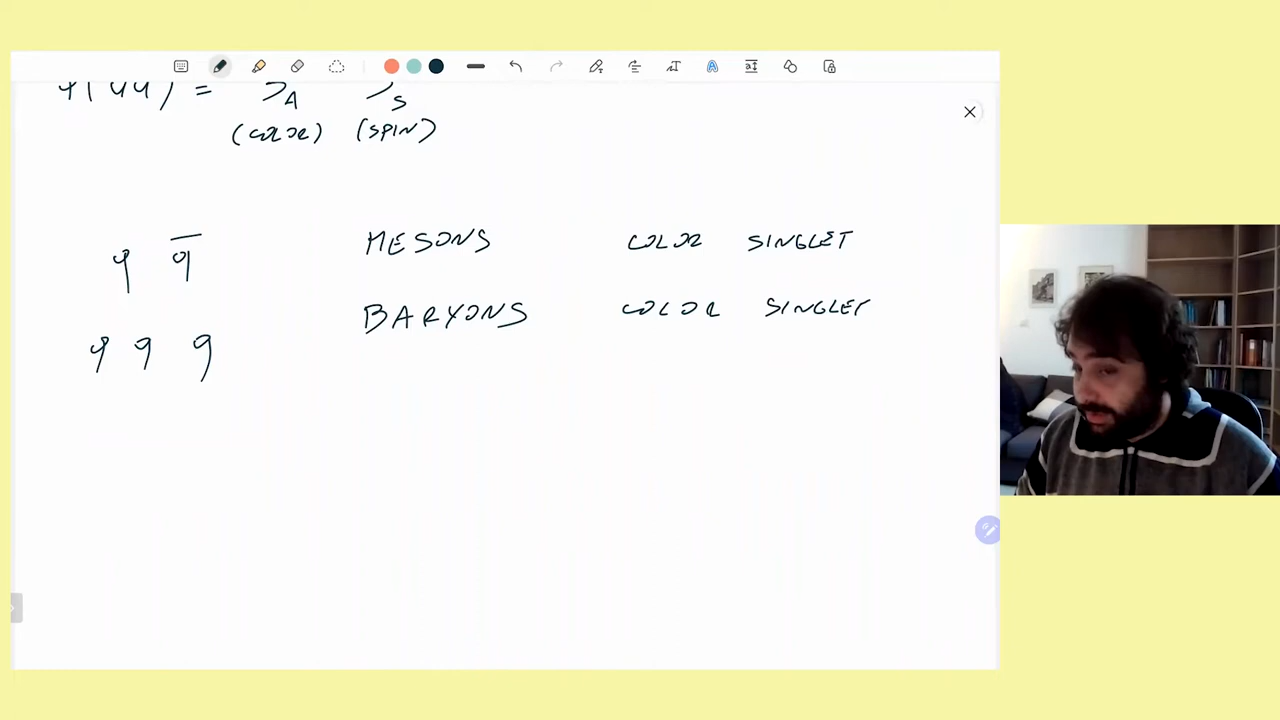 (COLOR) (SPIN)
q q̅ MESONS COLOR SINGLET
q q q BARYONS COLOR SINGLET